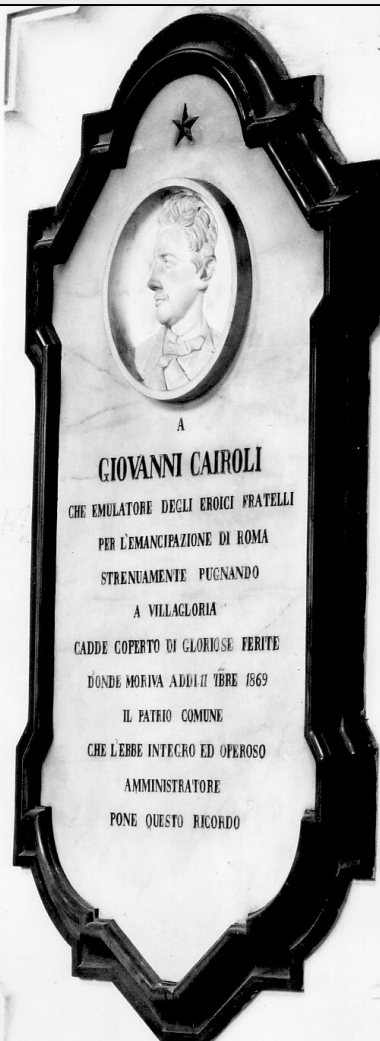 A
GIOVANNI CAIROLI
CHE EMULATORE DEGLI EROICI FRATELLI
PER L'EMANCIPAZIONE DI ROMA
STRENUAMENTE PUGNANDO
A VILLAGLORIA
CADDE COPERTO DI GLORIOSE FERITE
DONDE MORIVA ADDI 11 7BRE 1869
IL PATRIO COMUNE
CHE L'EBBE INTEGRO ED OPEROSO
AMMINISTRATORE
PONE QUESTO RICORDO